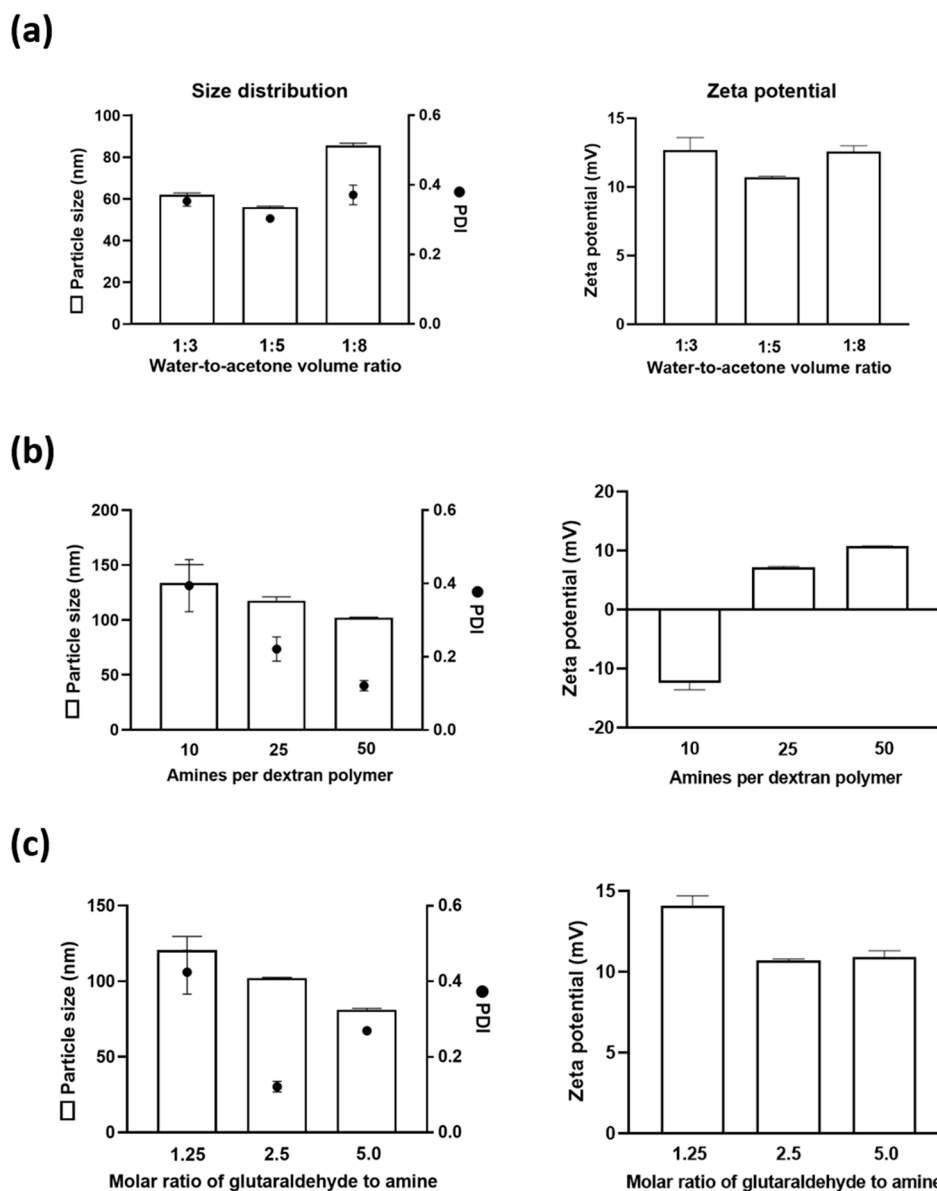 (a)
Size distribution
Zeta potential
Particle size (nm)
100
80
60
40
20
0
0.6
0.4
0.2
0.0
PDI
1:3
1:5
1:8
Water-to-acetone volume ratio
Zeta potential (mV)
15
10
5
0
1:3
1:5
1:8
Water-to-acetone volume ratio
(b)
Particle size (nm)
200
150
100
50
0
0.6
0.4
0.2
0.0
PDI
10
25
50
Amines per dextran polymer
Zeta potential (mV)
20
10
0
-10
-20
10
25
50
Amines per dextran polymer
(c)
Particle size (nm)
150
100
50
0
0.6
0.4
0.2
0.0
PDI
1.25
2.5
5.0
Molar ratio of glutaraldehyde to amine
Zeta potential (mV)
15
10
5
0
1.25
2.5
5.0
Molar ratio of glutaraldehyde to amine